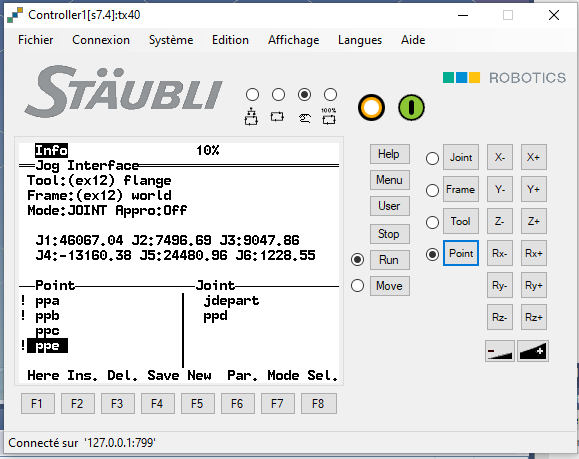 Controller1[s7.4]:tx40
Fichier Connexion Système Edition Affichage Langues Aide
STÄUBLI
ROBOTICS
100%
Info 10%
Jog Interface
Tool:(ex12) flange
Frame:(ex12) world
Mode:JOINT Appro:Off
J1:46067.04 J2:7496.69 J3:9047.86
J4:-13160.38 J5:24480.96 J6:1228.55
Point Joint
! ppa jdepart
! ppb ppd
ppc
! ppe
Here Ins. Del. Save New Par. Mode Sel.
F1 F2 F3 F4 F5 F6 F7 F8
Help
Menu
User
Stop
Run
Move
Joint X- X+
Frame Y- Y+
Tool Z- Z+
Point Rx- Rx+
Ry- Ry+
Rz- Rz+
- +
Connecté sur '127.0.0.1:799'